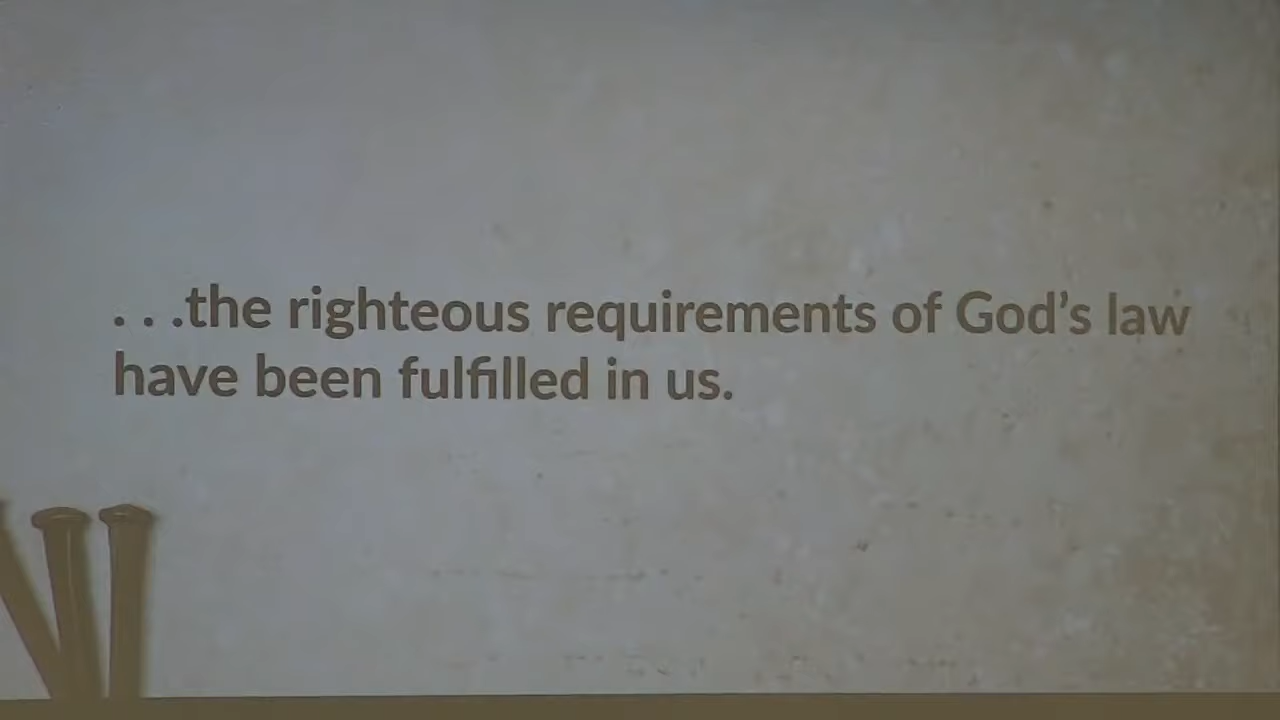 . . .the righteous requirements of God’s law
have been fulfilled in us.